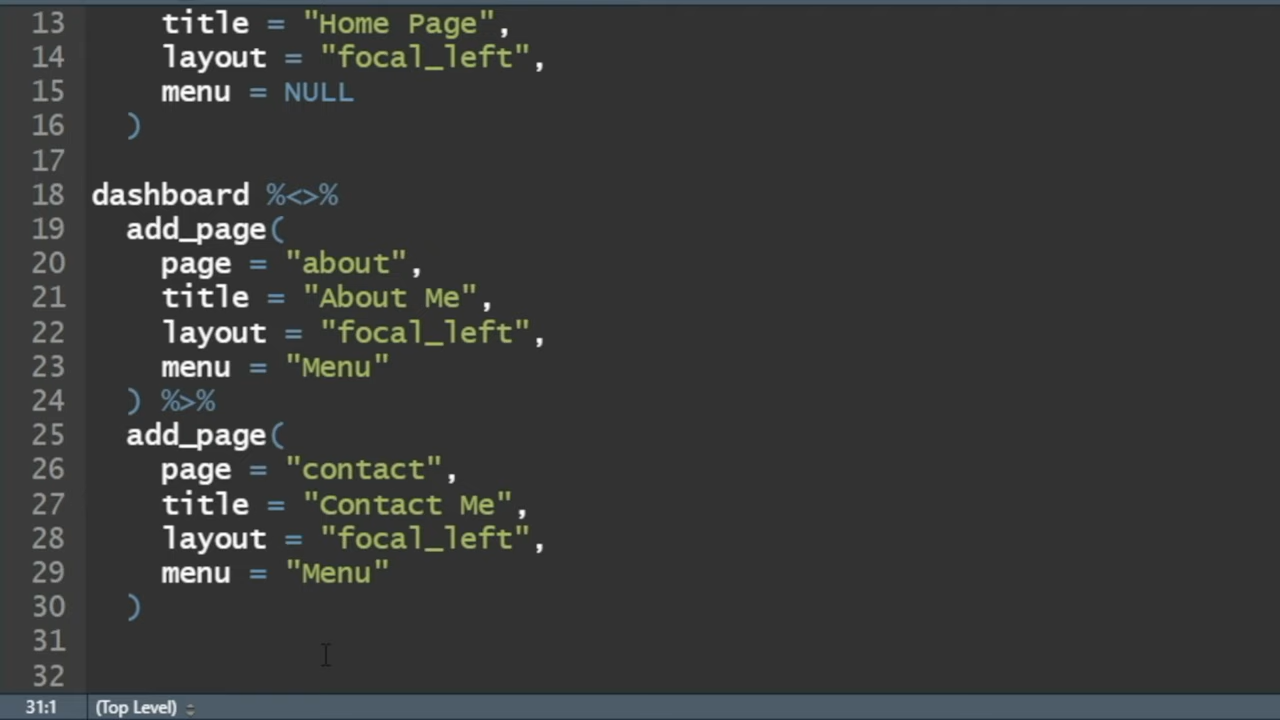 13 title = "Home Page",
14 layout = "focal_left",
15 menu = NULL
16 )
17
18 dashboard %<>%
19 add_page(
20 page = "about",
21 title = "About Me",
22 layout = "focal_left",
23 menu = "Menu"
24 ) %>%
25 add_page(
26 page = "contact",
27 title = "Contact Me",
28 layout = "focal_left",
29 menu = "Menu"
30 )
31
32
31:1 (Top Level)